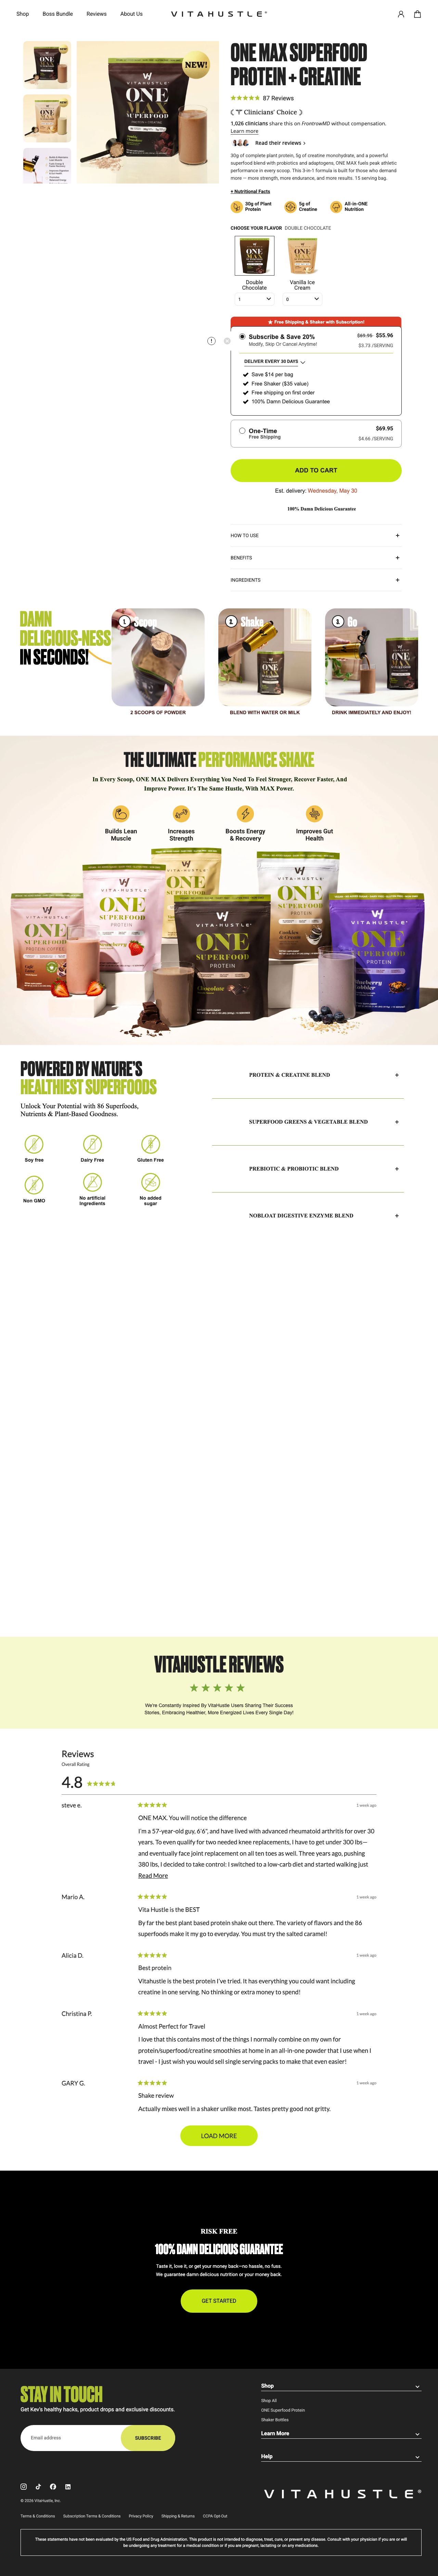 Shop
Boss Bundle
Reviews
About Us
VITAHUSTLE
ONE MAX SUPERFOOD
PROTEIN + CREATINE
87 Reviews
Clinicians' Choice
1,026 clinicians share this on FrontrowMD without compensation.
Learn more
Read their reviews >
30g of complete plant protein, 5g of creatine monohydrate, and a powerful
superfood blend with probiotics and adaptogens, ONE MAX fuels peak athletic
performance in every scoop. This 3-in-1 formula is built for those who demand
more — more strength, more endurance, and more results. 15 serving bag.
+ Nutritional Facts
30g of Plant
Protein
5g of
Creatine
All-in-ONE
Nutrition
CHOOSE YOUR FLAVOR DOUBLE CHOCOLATE
Double
Chocolate
Vanilla Ice
Cream
1
0
Free Shipping & Shaker with Subscription!
Subscribe & Save 20%
$69.95 $55.96
Modify, Skip Or Cancel Anytime!
$3.73 /SERVING
DELIVER EVERY 30 DAYS
Save $14 per bag
Free Shaker ($35 value)
Free shipping on first order
100% Damn Delicious Guarantee
One-Time
$69.95
Free Shipping
$4.66 /SERVING
ADD TO CART
Est. delivery: Wednesday, May 30
100% Damn Delicious Guarantee
HOW TO USE +
BENEFITS +
INGREDIENTS +
NEW!
VITAHUSTLE
ONE
MAX
SUPERFOOD
DAMN
DELICIOUS-NESS
IN SECONDS!
1 Scoop
2 SCOOPS OF POWDER
Shake
BLEND WITH WATER OR MILK
Go
DRINK IMMEDIATELY AND ENJOY!
THE ULTIMATE PERFORMANCE SHAKE
In Every Scoop, ONE MAX Delivers Everything You Need To Feel Stronger, Recover Faster, And
Improve Power. It's The Same Hustle, With MAX Power.
Builds Lean
Muscle
Increases
Strength
Boosts Energy
& Recovery
Improves Gut
Health
VITA-HUSTLE
ONE
SUPERFOOD
PROTEIN
Chocolate
Cookies
& Cream
POWERED BY NATURE'S
HEALTHIEST SUPERFOODS
Unlock Your Potential with 86 Superfoods,
Nutrients & Plant-Based Goodness.
Soy free
Dairy Free
Gluten Free
Non GMO
No artificial
ingredients
No added
sugar
PROTEIN & CREATINE BLEND +
SUPERFOOD GREENS & VEGETABLE BLEND +
PREBIOTIC & PROBIOTIC BLEND +
NOBLOAT DIGESTIVE ENZYME BLEND +
VITAHUSTLE REVIEWS
We're Constantly Inspired By VitaHustle Users Sharing Their Success
Stories, Embracing Healthier, More Energized Lives Every Single Day!
Reviews
Overall Rating
4.8
steve e.
1 week ago
ONE MAX. You will notice the difference
I'm a 57-year-old guy, 6'6", and have lived with advanced rheumatoid arthritis for over 30
years. To even qualify for two needed knee replacements, I have to get under 300 lbs—
and eventually face joint replacement on all ten toes as well. Three years ago, pushing
380 lbs, I decided to take control: I switched to a low-carb diet and started walking just
Read More
Mario A.
1 week ago
Vita Hustle is the BEST
By far the best plant based protein shake out there. The variety of flavors and the 86
superfoods make it my go to everyday. You must try the salted caramel!
Alicia D.
1 week ago
Best protein
Vitahustle is the best protein I've tried. It has everything you could want including
creatine in one serving. No thinking or extra money to spend!
Christina P.
1 week ago
Almost Perfect for Travel
I love that this contains most of the things I normally combine on my own for
protein/superfood/creatine smoothies at home in an all-in-one powder that I use when I
travel - I just wish you would sell single serving packs to make that even easier!
GARY G.
1 week ago
Shake review
Actually mixes well in a shaker unlike most. Tastes pretty good not gritty.
LOAD MORE
RISK FREE
100% DAMN DELICIOUS GUARANTEE
Taste it, love it, or get your money back—no hassle, no fuss.
We guarantee damn delicious nutrition or your money back.
GET STARTED
STAY IN TOUCH
Get Kev's healthy hacks, product drops and exclusive discounts.
Email address
SUBSCRIBE
Shop
Shop All
ONE Superfood Protein
Shaker Bottles
Learn More
Help
© 2026 VitaHustle, Inc.
VITAHUSTLE®
Terms & Conditions
Subscription Terms & Conditions
Privacy Policy
Shipping & Returns
CCPA Opt Out
These statements have not been evaluated by the US Food and Drug Administration. This product is not intended to diagnose, treat, cure, or prevent any disease. Consult with your physician if you are or will
be undergoing any treatment for a medical condition or if you are pregnant, lactating or on any medications.